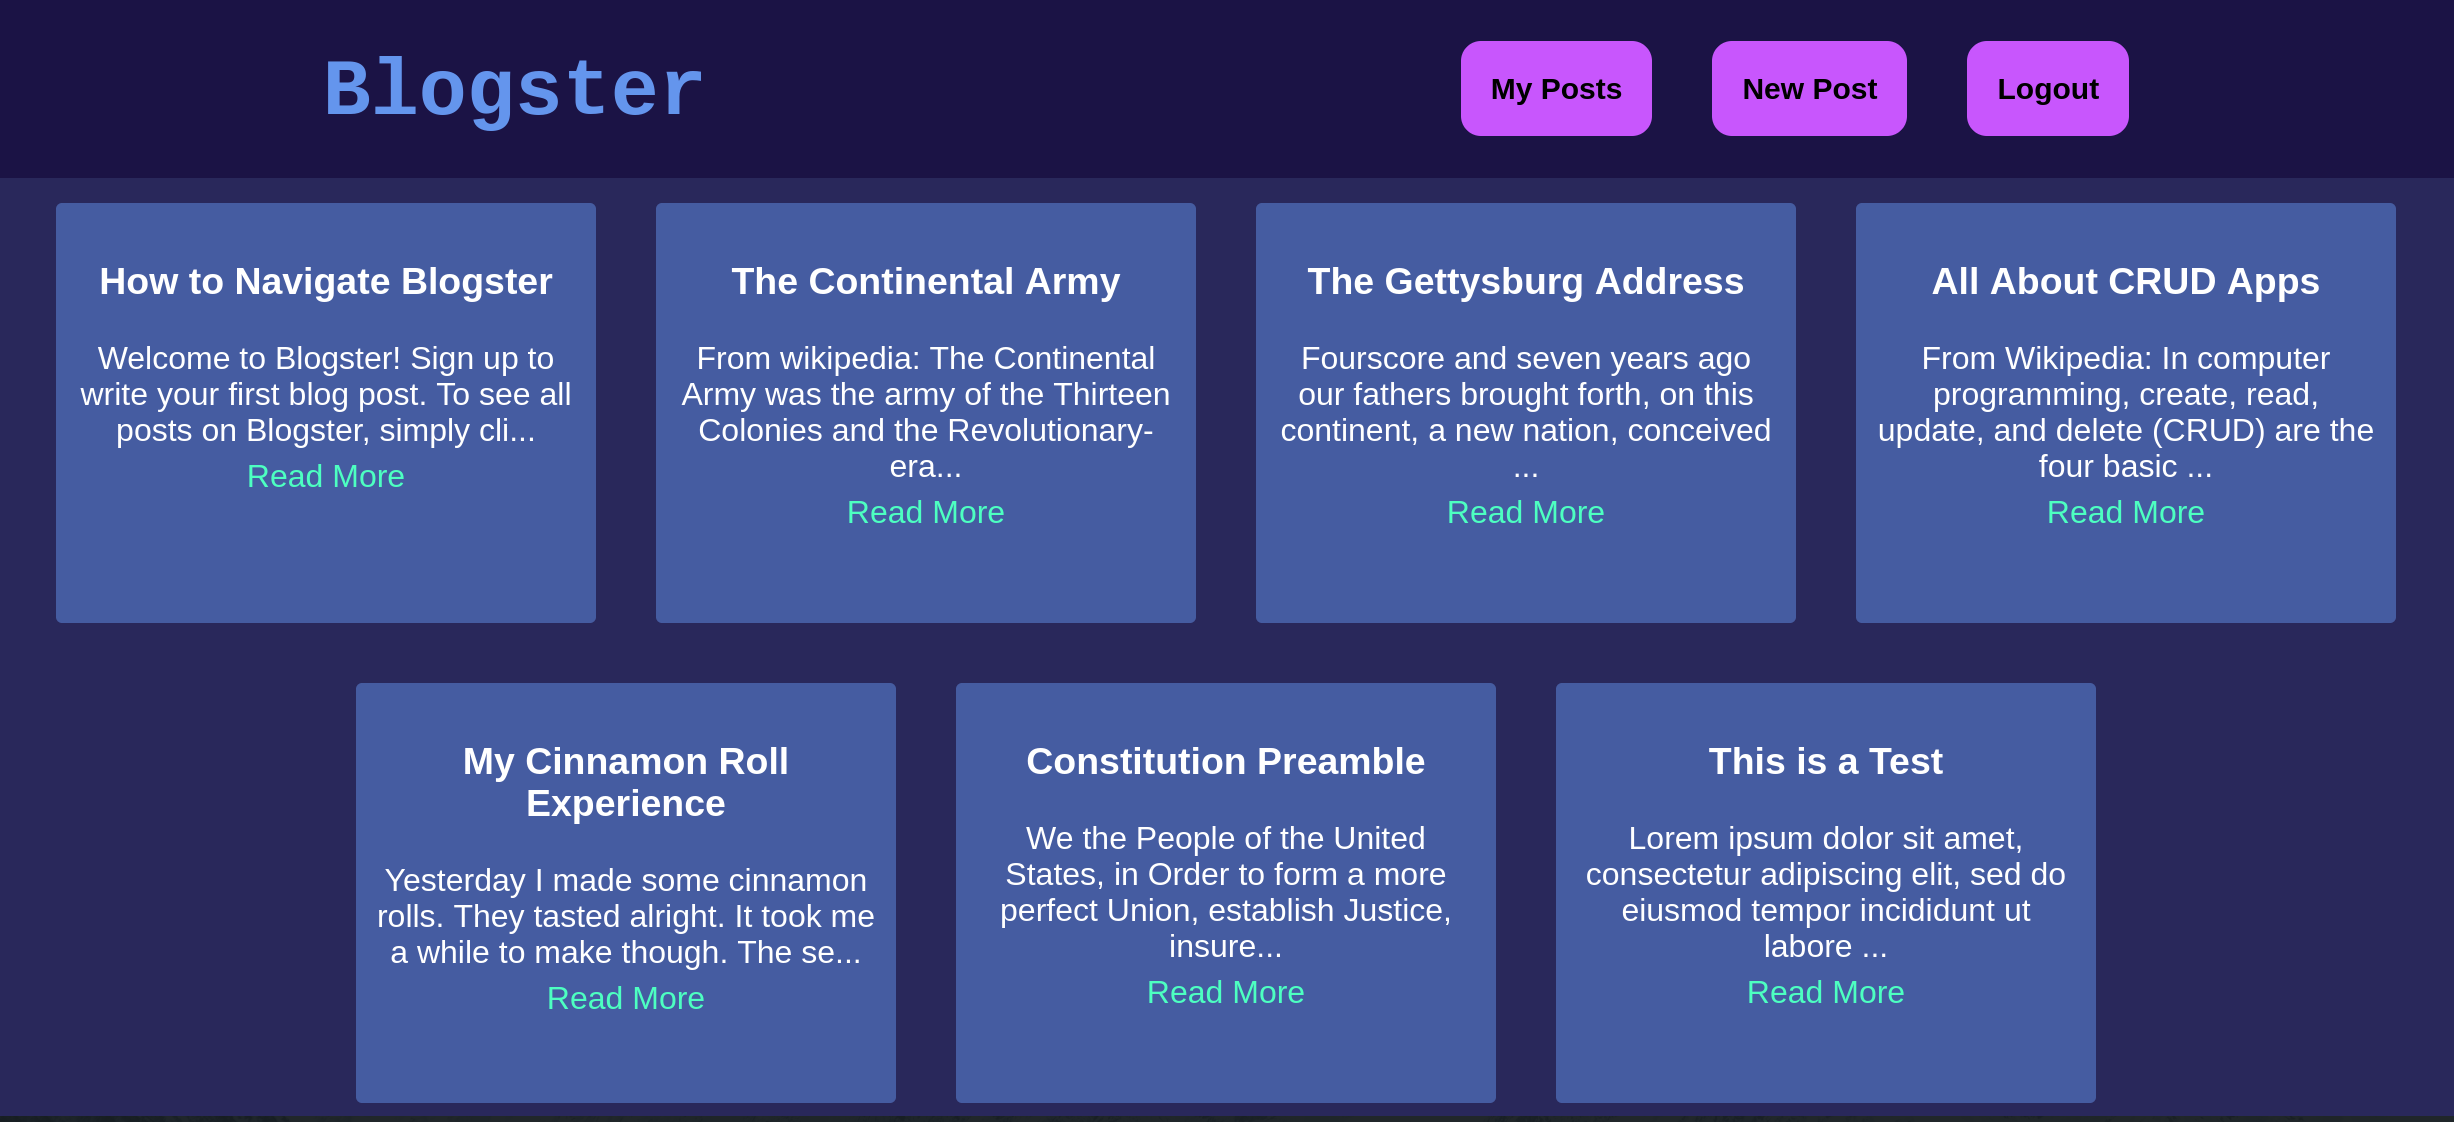 Blogster
My Posts
New Post
Logout
How to Navigate Blogster
Welcome to Blogster! Sign up to
write your first blog post. To see all
posts on Blogster, simply cli...
Read More
The Continental Army
From wikipedia: The Continental
Army was the army of the Thirteen
Colonies and the Revolutionary-
era...
Read More
The Gettysburg Address
Fourscore and seven years ago
our fathers brought forth, on this
continent, a new nation, conceived
...
Read More
All About CRUD Apps
From Wikipedia: In computer
programming, create, read,
update, and delete (CRUD) are the
four basic ...
Read More
My Cinnamon Roll
Experience
Yesterday I made some cinnamon
rolls. They tasted alright. It took me
a while to make though. The se...
Read More
Constitution Preamble
We the People of the United
States, in Order to form a more
perfect Union, establish Justice,
insure...
Read More
This is a Test
Lorem ipsum dolor sit amet,
consectetur adipiscing elit, sed do
eiusmod tempor incididunt ut
labore ...
Read More